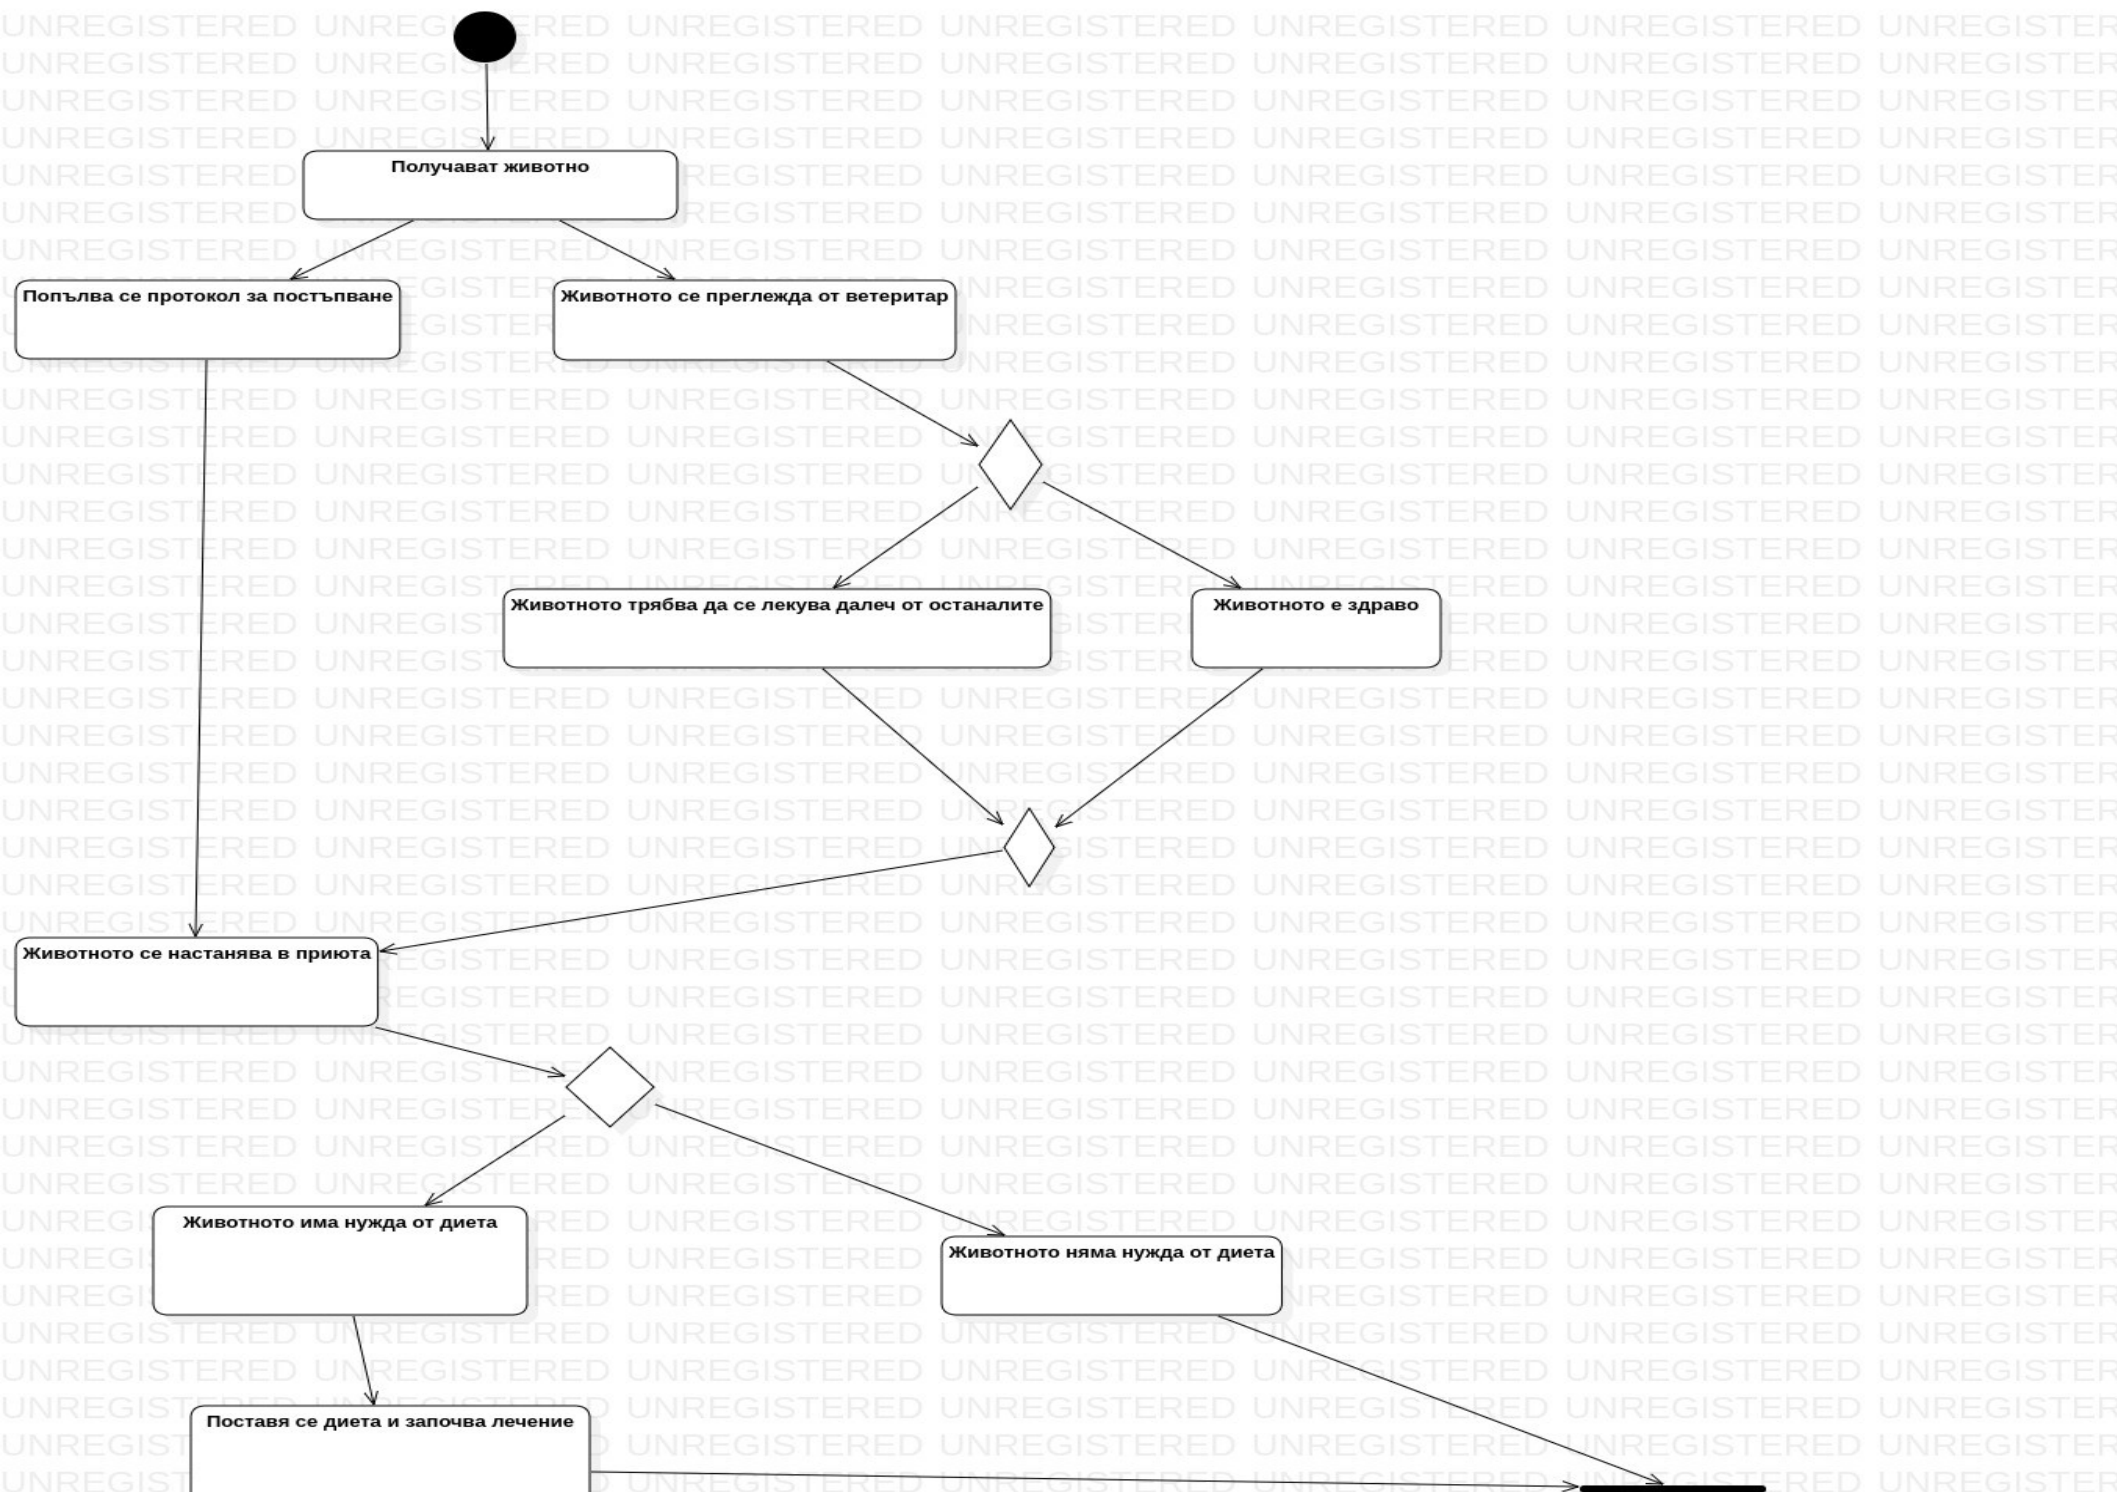 Получават животно
Попълва се протокол за постъпване
Животното се преглежда от ветеритар
Животното трябва да се лекува далеч от останалите
Животното е здраво
Животното се настанява в приюта
Животното има нужда от диета
Животното няма нужда от диета
Поставя се диета и започва лечение
UNREGISTERED